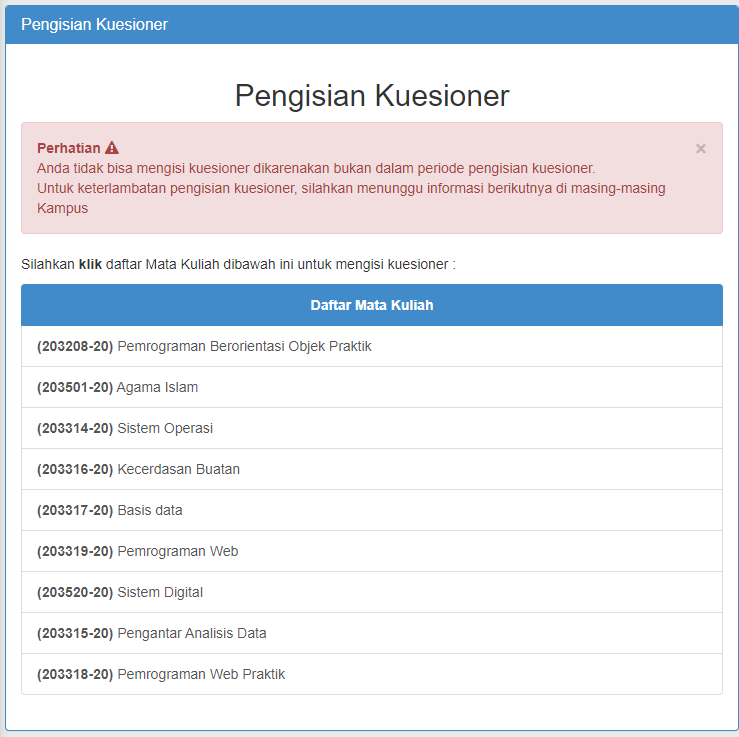 Pengisian Kuesioner
Pengisian Kuesioner
Perhatian
×
Anda tidak bisa mengisi kuesioner dikarenakan bukan dalam periode pengisian kuesioner.
Untuk keterlambatan pengisian kuesioner, silahkan menunggu informasi berikutnya di masing-masing
Kampus
Silahkan klik daftar Mata Kuliah dibawah ini untuk mengisi kuesioner :
Daftar Mata Kuliah
(203208-20) Pemrograman Berorientasi Objek Praktik
(203501-20) Agama Islam
(203314-20) Sistem Operasi
(203316-20) Kecerdasan Buatan
(203317-20) Basis data
(203319-20) Pemrograman Web
(203520-20) Sistem Digital
(203315-20) Pengantar Analisis Data
(203318-20) Pemrograman Web Praktik